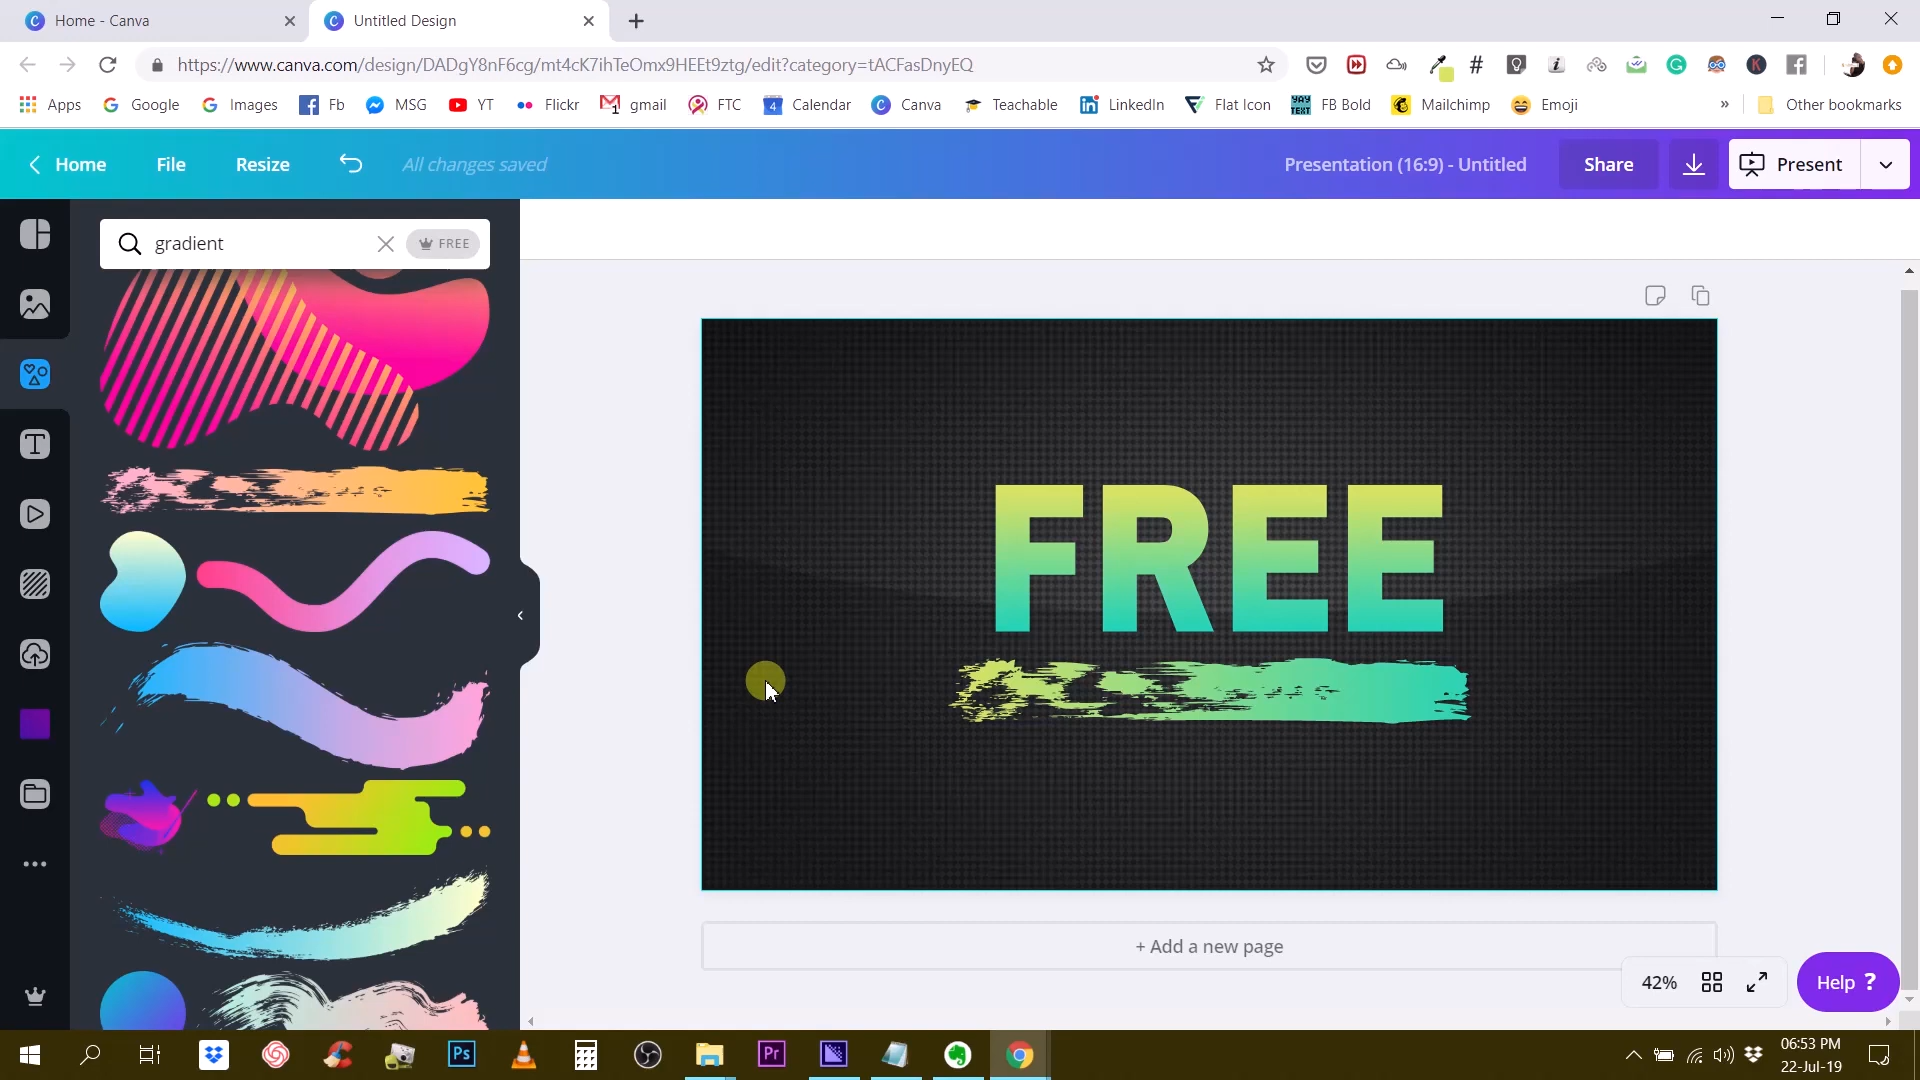 Home - Canva
Untitled Design
https://www.canva.com/design/DADgY8nF6cg/mt4cK7ihTeOmx9HEEt9ztg/edit?category=tACFasDnyEQ
Apps Google Images Fb MSG YT Flickr gmail FTC Calendar Canva Teachable LinkedIn Flat Icon FB Bold Mailchimp Emoji » Other bookmarks
Home File Resize All changes saved Presentation (16:9) - Untitled Share Present
gradient FREE
FREE
+ Add a new page
42% Help ?
06:53 PM
22-Jul-19